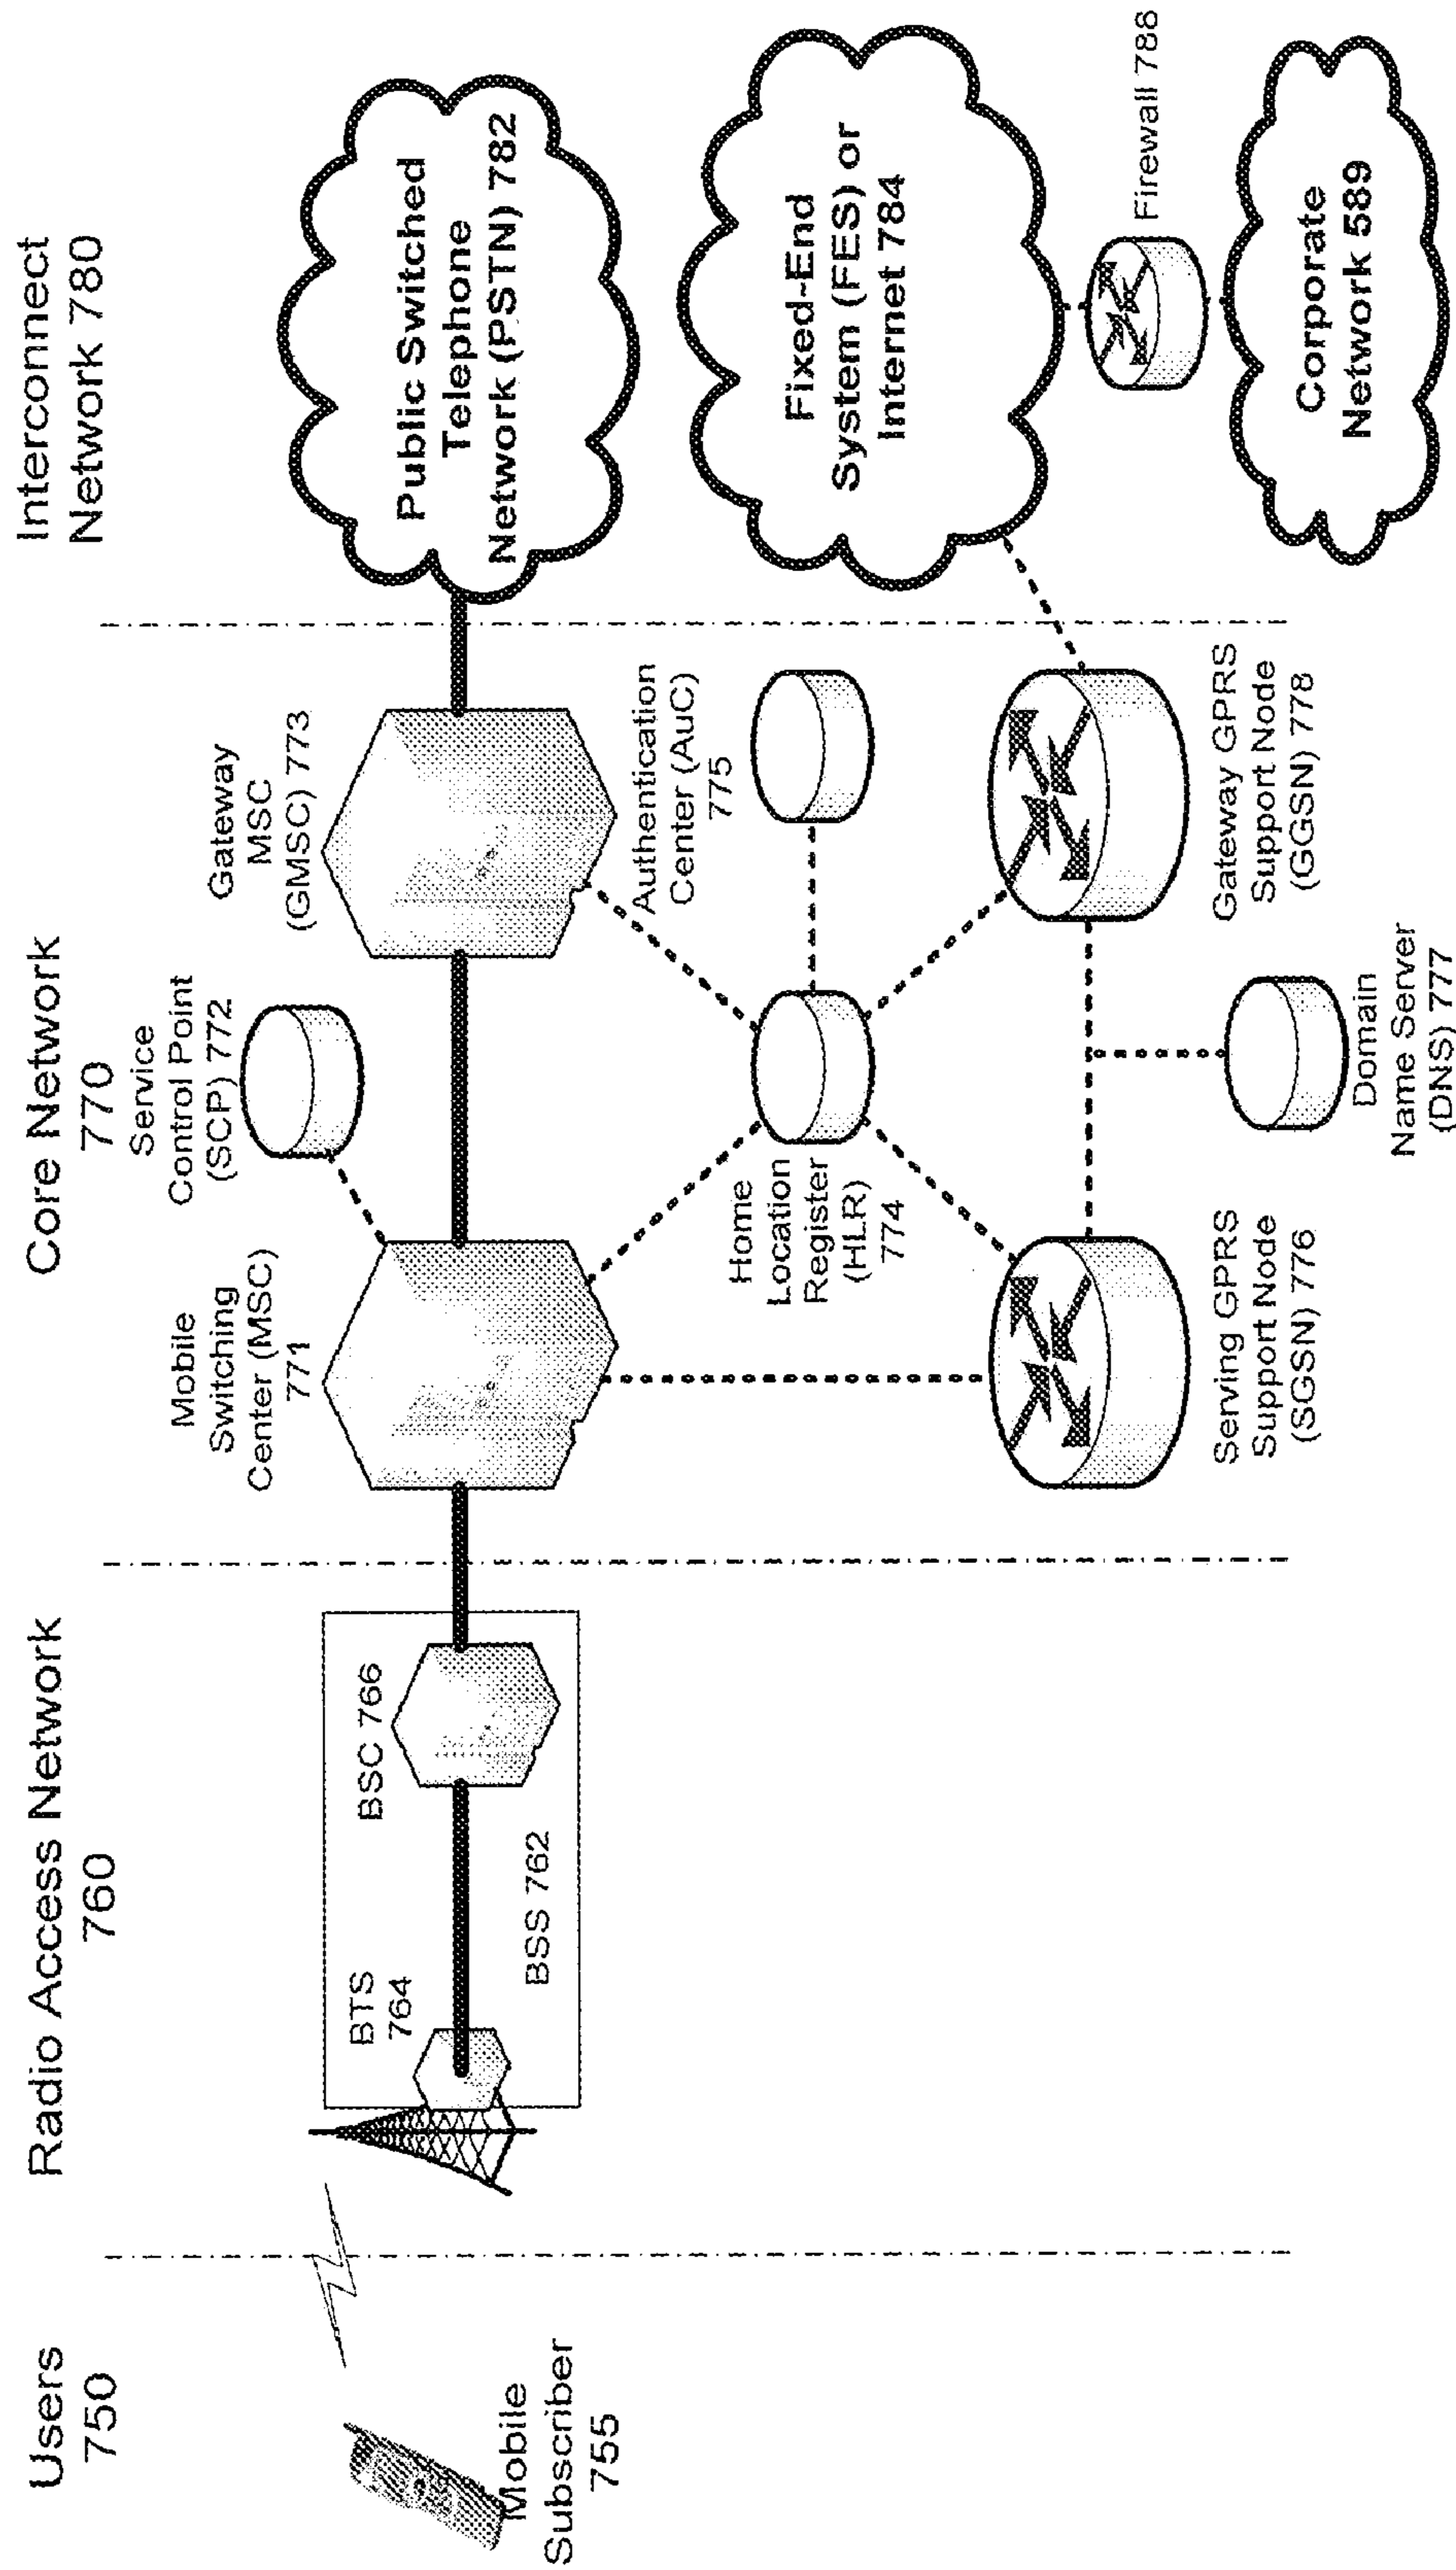 Users
750
Radio Access Network
760
Core Network
770
Interconnect
Network 780
Mobile
Subscriber
755
BTS
764
BSC 766
BSS 762
Mobile
Switching
Center (MSC)
771
Service
Control Point
(SCP) 772
Gateway
MSC
(GMSC) 773
Public Switched
Telephone
Network (PSTN) 782
Home
Location
Register
(HLR)
774
Authentication
Center (AuC)
775
Fixed-End
System (FES) or
Internet 784
Serving GPRS
Support Node
(SGSN) 776
Domain
Name Server
(DNS) 777
Gateway GPRS
Support Node
(GGSN) 778
Firewall 788
Corporate
Network 589